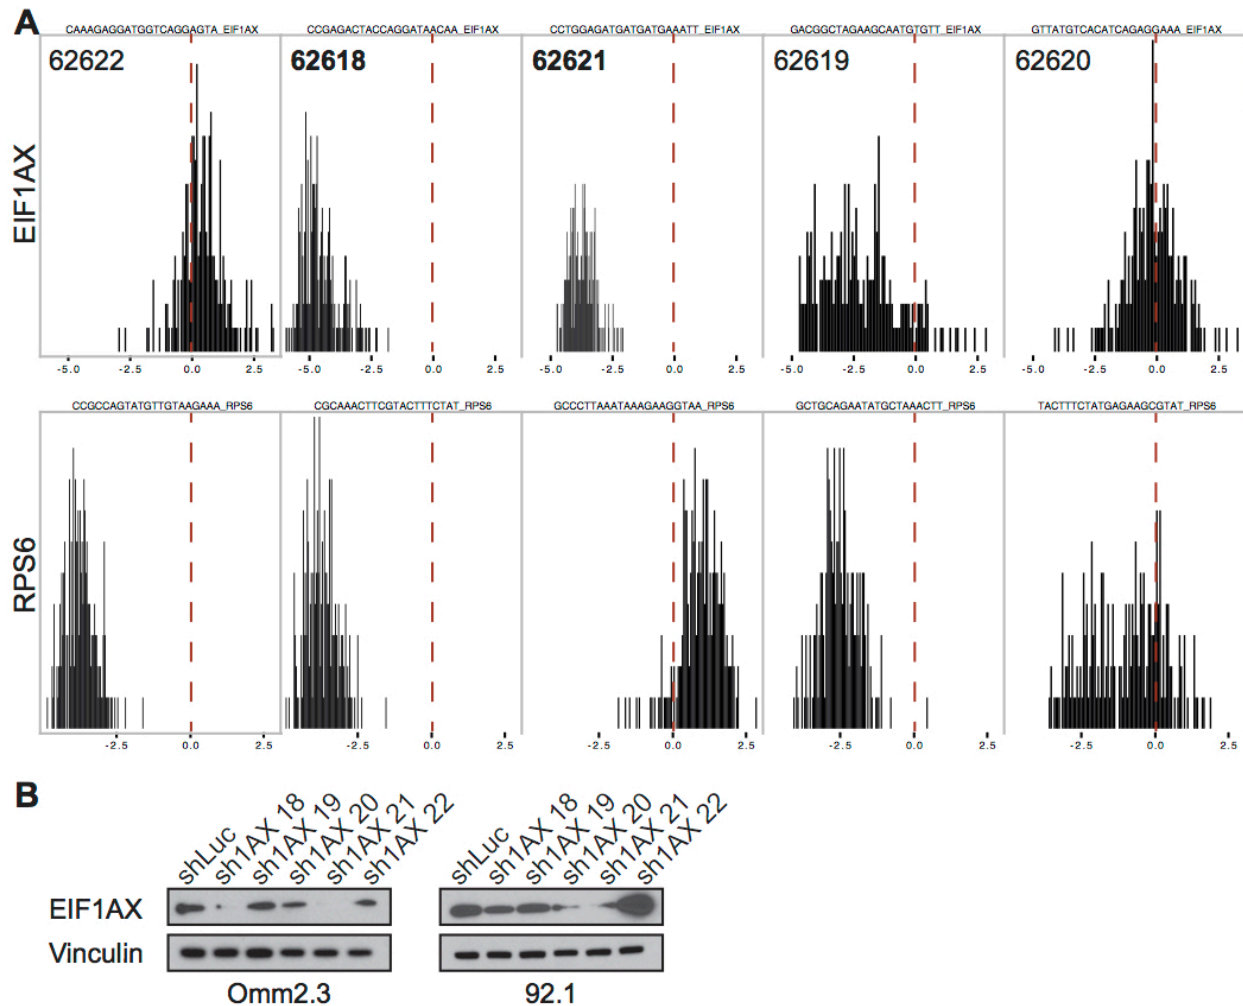 A
CAAAGAGGATGGTCAGGAGTA_EIF1AX CCGAGACTACCAGGATAACAA_EIF1AX CCTGGAGATGATGATGAAATT_EIF1AX GACGGCTAGAAGCAATGTGTT_EIF1AX GTTATGTCACATCAGAGGAAA_EIF1AX
62622 62618 62621 62619 62620
EIF1AX
-5.0 -2.5 0.0 2.5 -5.0 -2.5 0.0 2.5 -5.0 -2.5 0.0 2.5 -5.0 -2.5 0.0 2.5 -5.0 -2.5 0.0 2.5
CCGCCAGTATGTTGTAAGAAA_RPS6 CGCAAACTTCGTACTTTCTAT_RPS6 GCCCTTAAATAAAGAAGGTAA_RPS6 GCTGCAGAATATGCTAAACTT_RPS6 TACTTTCTATGAGAAGCGTAT_RPS6
RPS6
-2.5 0.0 2.5 -2.5 0.0 2.5 -2.5 0.0 2.5 -2.5 0.0 2.5 -2.5 0.0 2.5
B
shLuc sh1AX 18 sh1AX 19 sh1AX 20 sh1AX 21 sh1AX 22 shLuc sh1AX 18 sh1AX 19 sh1AX 20 sh1AX 21 sh1AX 22
EIF1AX
Vinculin
Omm2.3 92.1